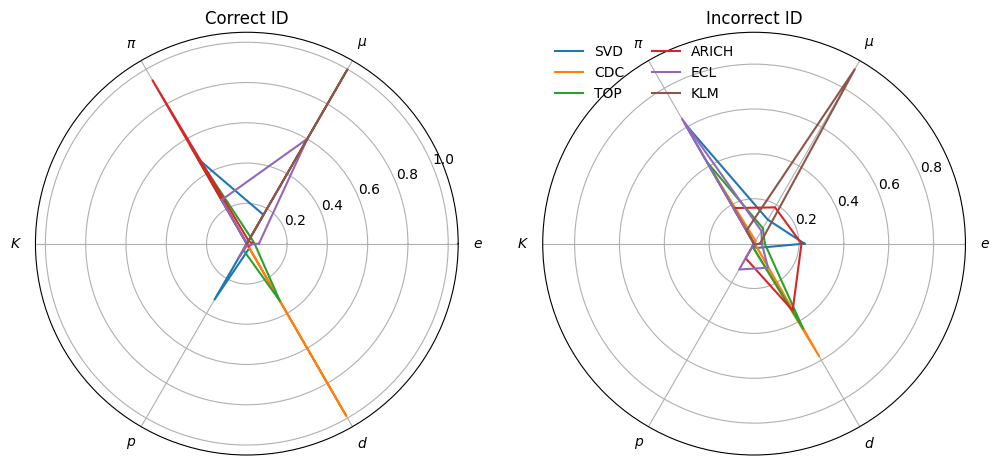 Correct ID
Incorrect ID
π
μ
K
e
p
d
0.2
0.4
0.6
0.8
1.0
π
μ
K
e
p
d
0.2
0.4
0.6
0.8
SVD
CDC
TOP
ARICH
ECL
KLM